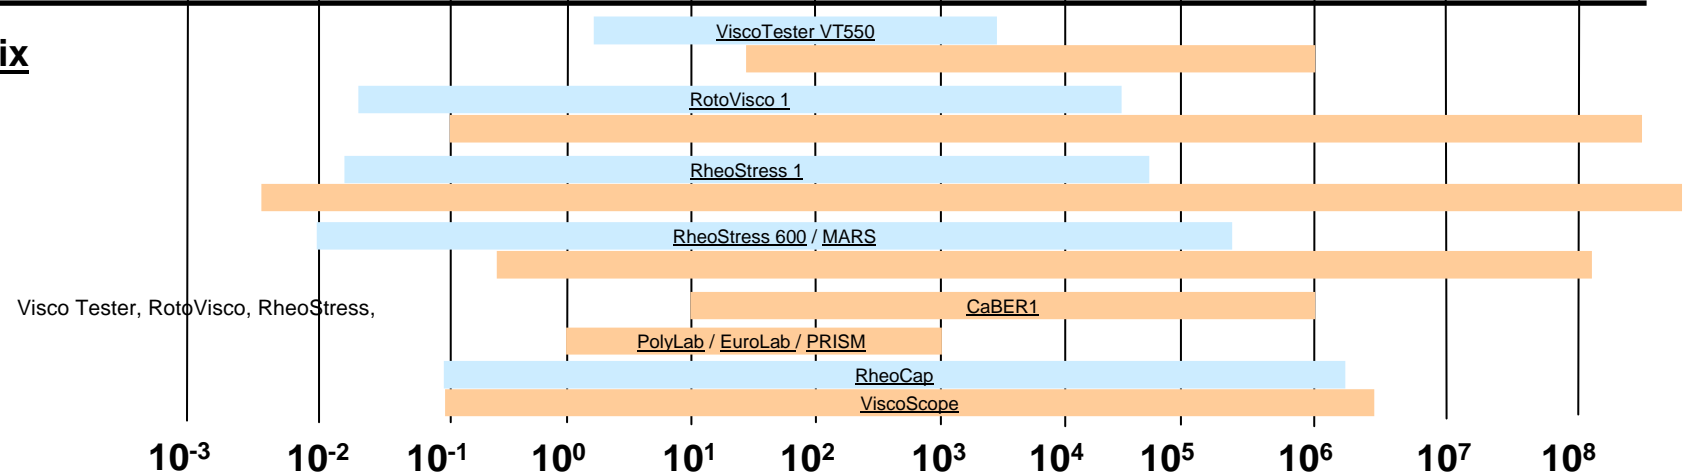 ViscoTester VT550
ix
RotoVisco 1
RheoStress 1
RheoStress 600 / MARS
Visco Tester, RotoVisco, RheoStress,
CaBER1
PolyLab / EuroLab / PRISM
RheoCap
ViscoScope
10-3 10-2 10-1 100 101 102 103 104 105 106 107 108